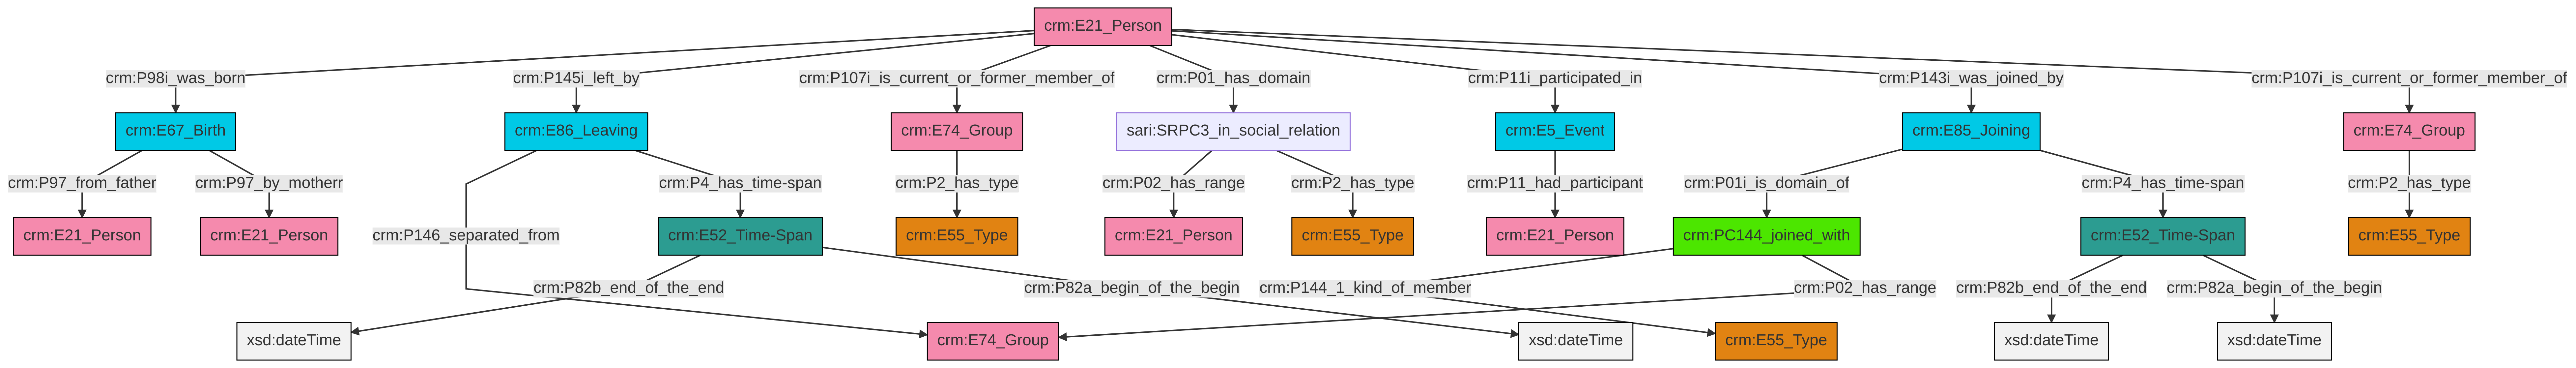 crm:E21_Person
crm:P98i_was_born
crm:P145i_left_by
crm:P107i_is_current_or_former_member_of
crm:P01_has_domain
crm:P11i_participated_in
crm:P143i_was_joined_by
crm:P107i_is_current_or_former_member_of
crm:E67_Birth
crm:E86_Leaving
crm:E74_Group
sari:SRPC3_in_social_relation
crm:E5_Event
crm:E85_Joining
crm:E74_Group
crm:P97_from_father
crm:P97_by_motherr
crm:P4_has_time-span
crm:P2_has_type
crm:P02_has_range
crm:P2_has_type
crm:P11_had_participant
crm:P01i_is_domain_of
crm:P4_has_time-span
crm:P2_has_type
crm:E21_Person
crm:E21_Person
crm:P146_separated_from
crm:E52_Time-Span
crm:E55_Type
crm:E21_Person
crm:E55_Type
crm:E21_Person
crm:PC144_joined_with
crm:E52_Time-Span
crm:E55_Type
crm:P82b_end_of_the_end
crm:P82a_begin_of_the_begin
crm:P144_1_kind_of_member
crm:P02_has_range
crm:P82b_end_of_the_end
crm:P82a_begin_of_the_begin
xsd:dateTime
crm:E74_Group
xsd:dateTime
crm:E55_Type
xsd:dateTime
xsd:dateTime